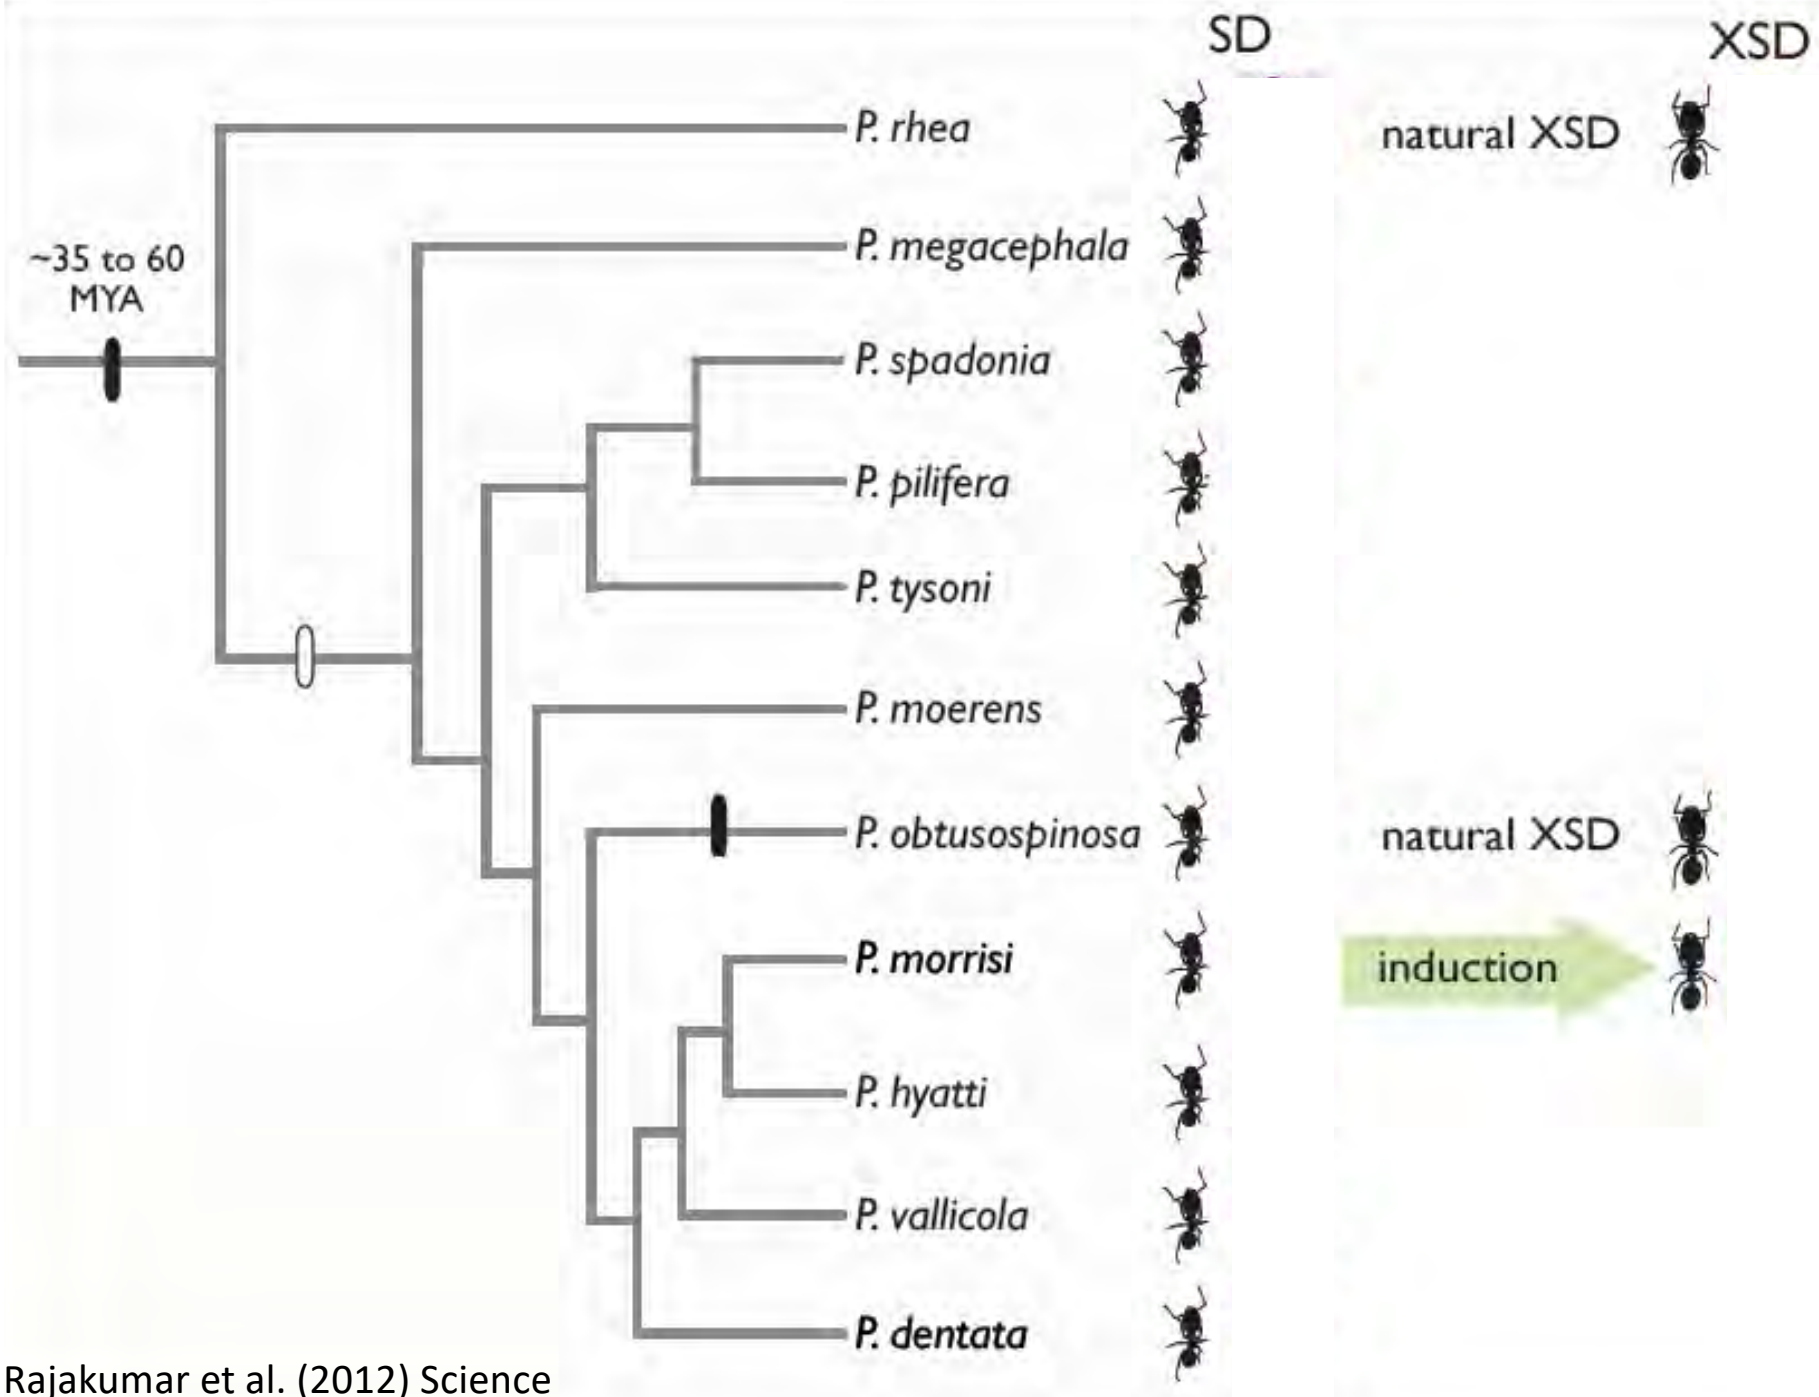 SD
XSD
P. rhea
natural XSD
P. megacephala
~35 to 60
MYA
P. spadonia
P. pilifera
P. tysoni
P. moerens
P. obtusospinosa
natural XSD
P. morrisi
induction
P. hyatti
P. vallicola
P. dentata
Rajakumar et al. (2012) Science